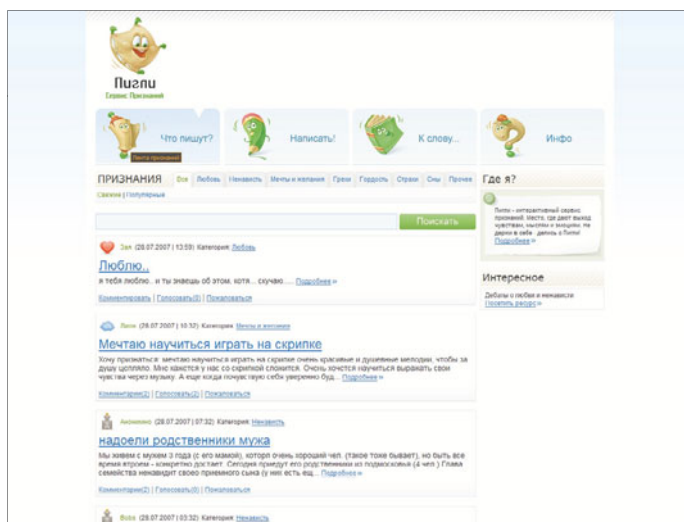 Пигли
Сервис Признаний
Что пишут?
Написать!
К слову...
Инфо
Лента признаний
ПРИЗНАНИЯ
Все Любовь Ненависть Мечты и желания Грехи Гордость Страхи Сны Прочее
Где я?
Свежие | Популярные
Поискать
Пигли - интерактивный сервис
признаний. Место, где дают выход
чувствам, мыслям и эмоциям. Не
держи в себе - делись с Пигли!
Подробнее »
Зая (28.07.2007 | 13:59) Категория: Любовь
Люблю..
я тебя люблю.. и ты знаешь об этом, хотя... скучаю..... Подробнее »
Комментировать | Голосовать(0) | Пожаловаться
Интересное
Дебаты о любви и ненависти
Посетить ресурс »
(28.07.2007 | 10:32) Категория: Мечты и желания
Мечтаю научиться играть на скрипке
Хочу признаться: мечтаю научиться играть на скрипке очень красивые и душевные мелодии, чтобы за
душу цепляло. Мне кажется у нас со скрипкой сложится. Очень хочется научиться выражать свои
чувства через музыку. А еще когда почувствую себя уверенно буд... Подробнее »
Комментарии(2) | Голосовать(2) | Пожаловаться
Анонимно (28.07.2007 | 07:32) Категория: Ненависть
надоели родственники мужа
Мы живем с мужем 3 года (с его мамой), которя очень хороший чел. (такое тоже бывает), но быть все
время втроем - конкретно достает. Сегодня приедут его родственники из подмосковья (4 чел.) Глава
семейства ненавидит своего приемного сына (у них есть ещ... Подробнее »
Комментарии(2) | Голосовать(0) | Пожаловаться
(28.07.2007 | 03:32) Категория: Ненависть